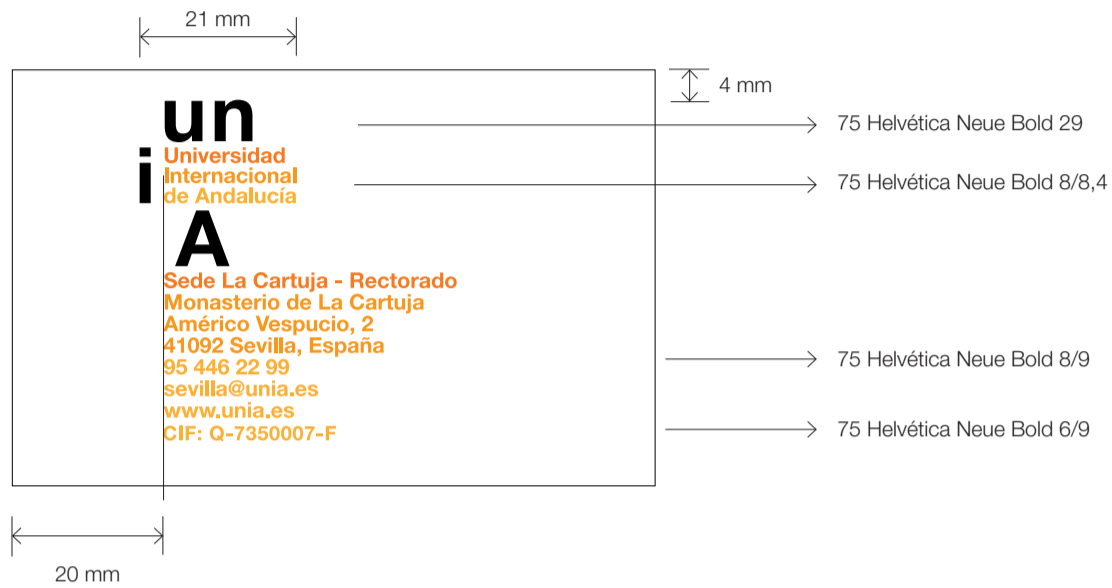 21 mm
4 mm
un
75 Helvética Neue Bold 29
i
Universidad
Internacional
75 Helvética Neue Bold 8/8,4
de Andalucía
A
Sede La Cartuja - Rectorado
Monasterio de La Cartuja
Américo Vespucio, 2
41092 Sevilla, España
95 446 22 99
75 Helvética Neue Bold 8/9
sevilla@unia.es
www.unia.es
CIF: Q-7350007-F
75 Helvética Neue Bold 6/9
20 mm